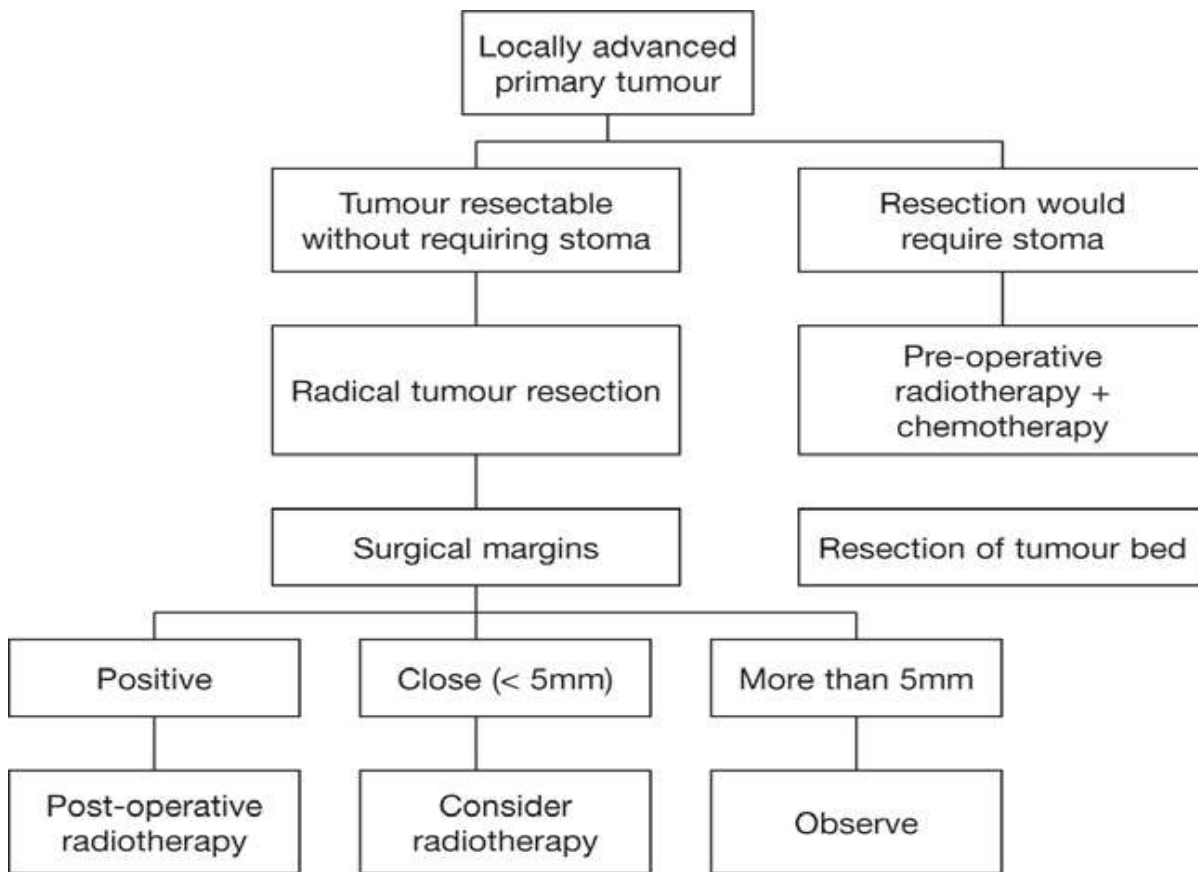 Locally advanced
primary tumour
Tumour resectable
without requiring stoma
Resection would
require stoma
Radical tumour resection
Pre-operative
radiotherapy +
chemotherapy
Surgical margins
Resection of tumour bed
Positive
Close (< 5mm)
More than 5mm
Post-operative
radiotherapy
Consider
radiotherapy
Observe